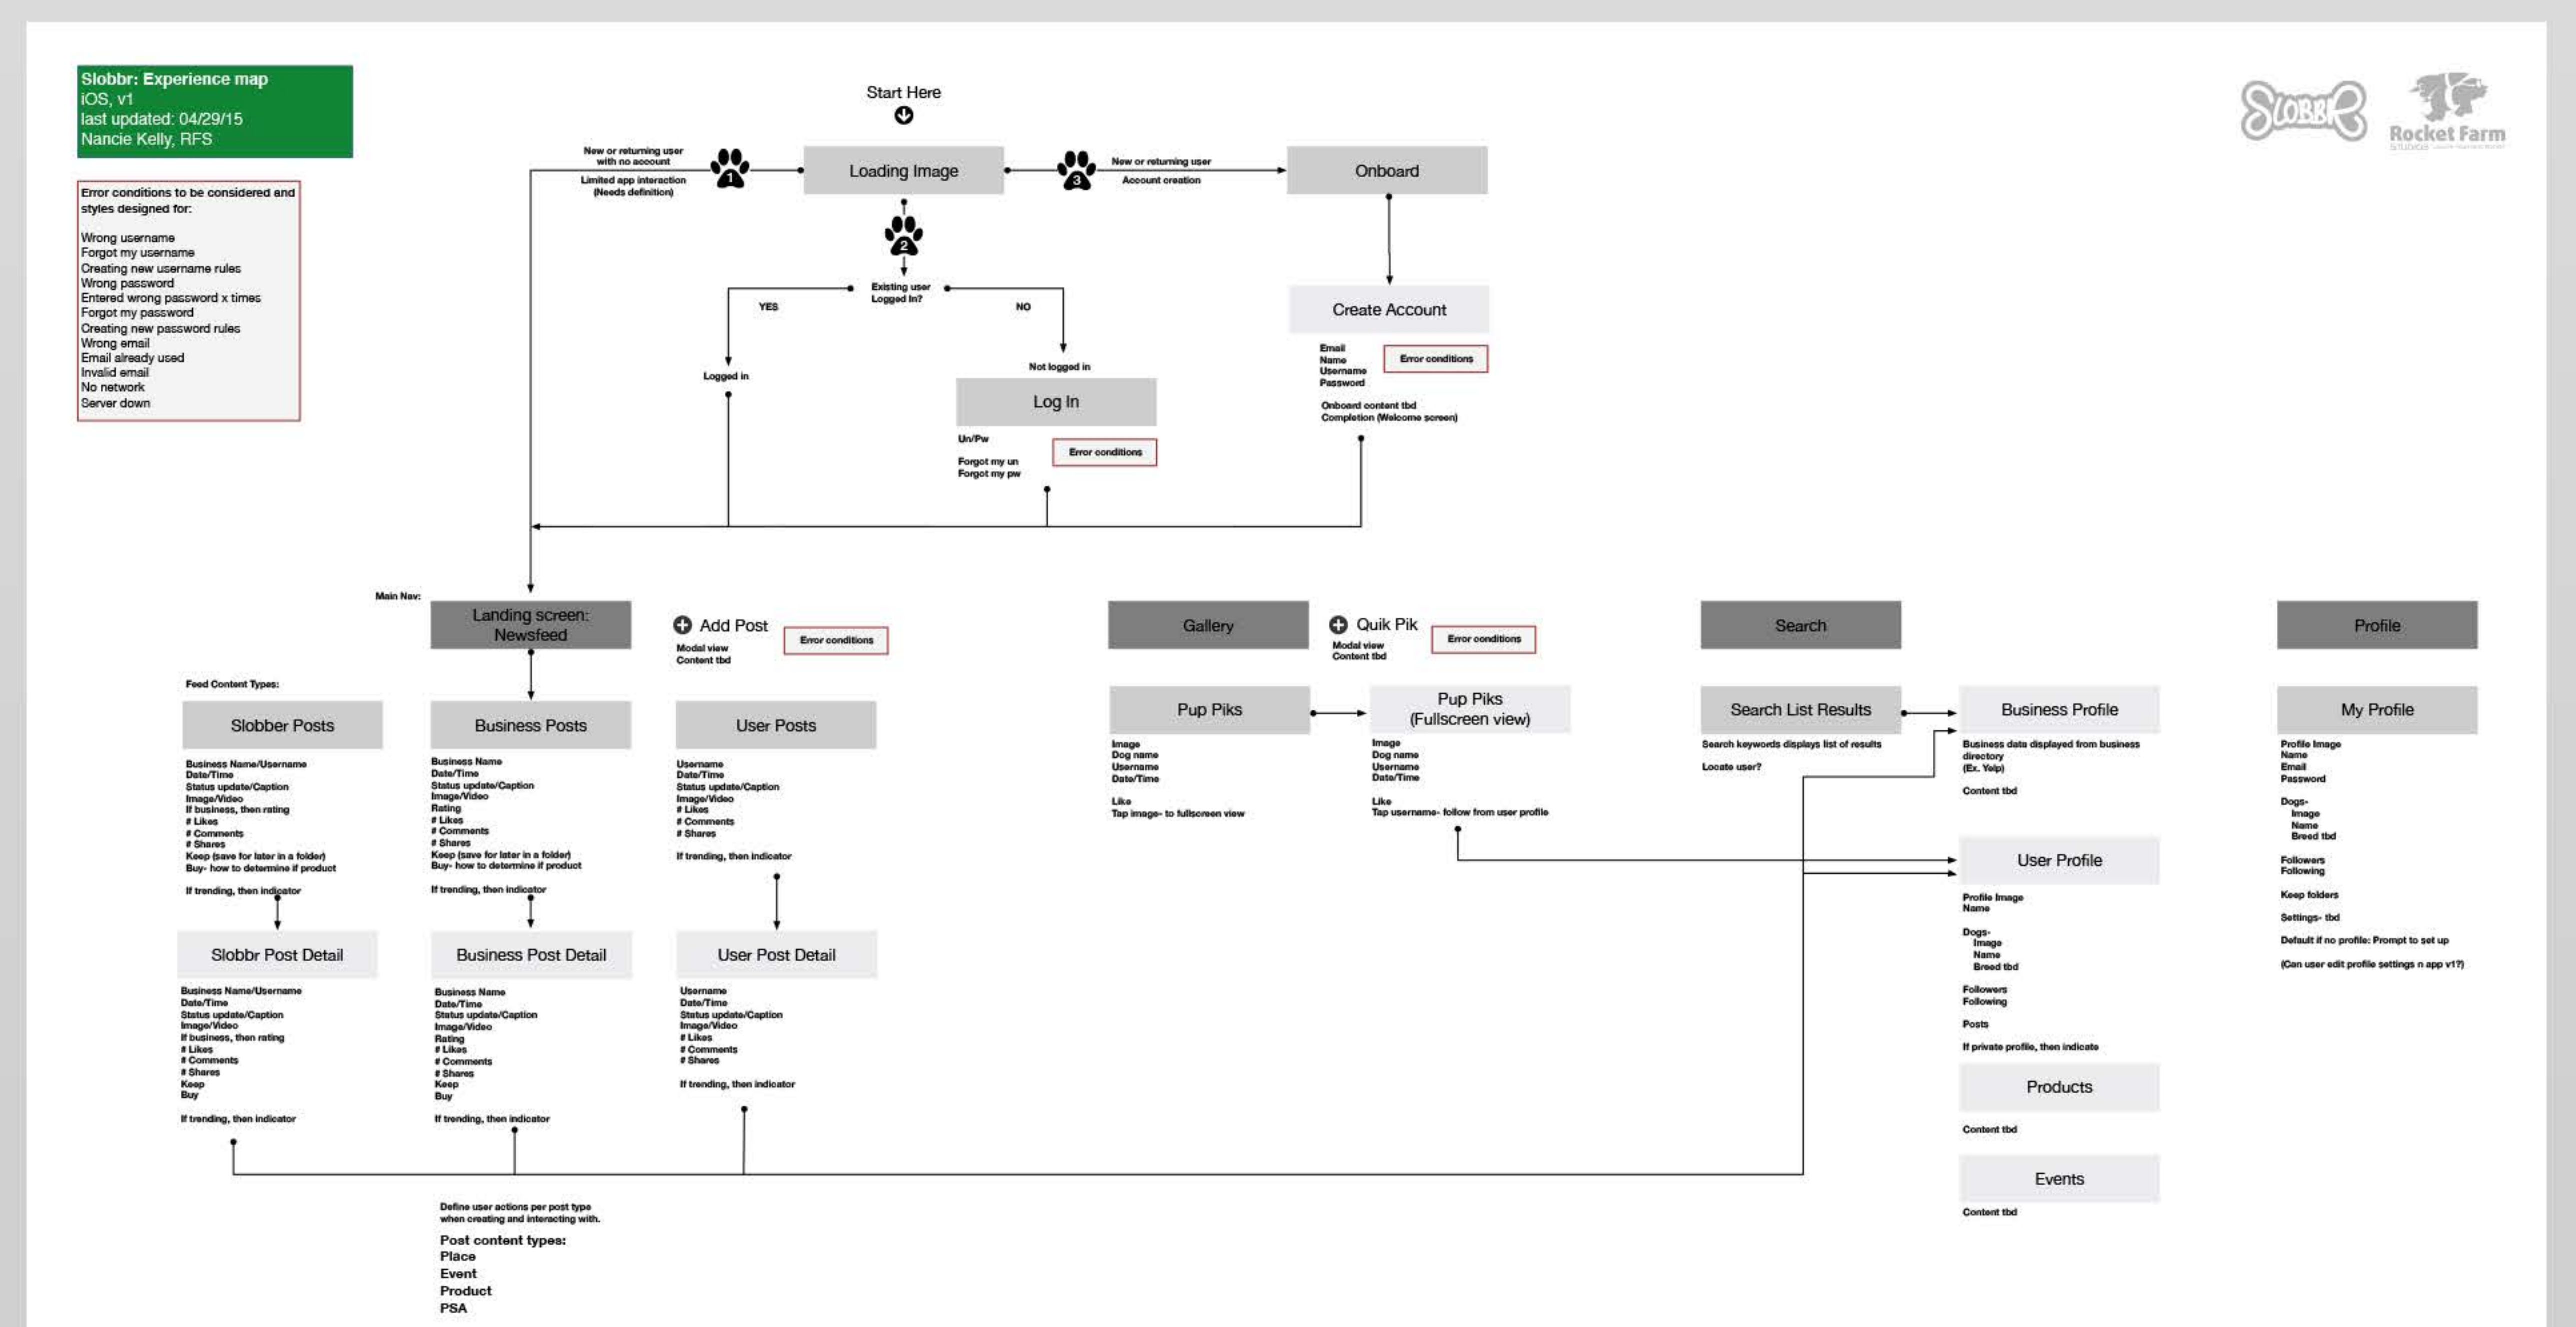 Slobbr: Experience map
iOS, v1
last updated: 04/29/15
Nancie Kelly, RFS
SLOBBR
Rocket Farm
STUDIOS
Error conditions to be considered and
styles designed for:
Wrong username
Forgot my username
Creating new username rules
Wrong password
Entered wrong password x times
Forgot my password
Creating new password rules
Wrong email
Email already used
Invalid email
No network
Server down
Start Here
New or returning user
with no account
Limited app interaction
(Needs definition)
1
Loading Image
3
New or returning user
Account creation
Onboard
2
Existing user
Logged In?
YES
NO
Logged in
Not logged in
Log In
Un/Pw
Forgot my un
Forgot my pw
Error conditions
Create Account
Email
Name
Username
Password
Error conditions
Onboard content tbd
Completion (Welcome screen)
Main Nav:
Landing screen:
Newsfeed
Add Post
Modal view
Content tbd
Error conditions
Gallery
Quik Pik
Modal view
Content tbd
Error conditions
Search
Profile
Feed Content Types:
Slobber Posts
Business Name/Username
Date/Time
Status update/Caption
Image/Video
If business, then rating
# Likes
# Comments
# Shares
Keep (save for later in a folder)
Buy- how to determine if product
If trending, then indicator
Business Posts
Business Name
Date/Time
Status update/Caption
Image/Video
Rating
# Likes
# Comments
# Shares
Keep (save for later in a folder)
Buy- how to determine if product
If trending, then indicator
User Posts
Username
Date/Time
Status update/Caption
Image/Video
# Likes
# Comments
# Shares
If trending, then indicator
Pup Piks
Image
Dog name
Username
Date/Time
Like
Tap image- to fullscreen view
Pup Piks
(Fullscreen view)
Image
Dog name
Username
Date/Time
Like
Tap username- follow from user profile
Search List Results
Search keywords displays list of results
Locate user?
Business Profile
Business data displayed from business
directory
(Ex. Yelp)
Content tbd
My Profile
Profile Image
Name
Email
Password
Dogs-
Image
Name
Breed tbd
Followers
Following
Keep folders
Settings- tbd
Default if no profile: Prompt to set up
(Can user edit profile settings n app v1?)
User Profile
Profile Image
Name
Dogs-
Image
Name
Breed tbd
Followers
Following
Posts
If private profile, then indicate
Products
Content tbd
Events
Content tbd
Slobbr Post Detail
Business Name/Username
Date/Time
Status update/Caption
Image/Video
If business, then rating
# Likes
# Comments
# Shares
Keep
Buy
If trending, then indicator
Business Post Detail
Business Name
Date/Time
Status update/Caption
Image/Video
Rating
# Likes
# Comments
# Shares
Keep
Buy
If trending, then indicator
User Post Detail
Username
Date/Time
Status update/Caption
Image/Video
# Likes
# Comments
# Shares
If trending, then indicator
Define user actions per post type
when creating and interacting with.
Post content types:
Place
Event
Product
PSA